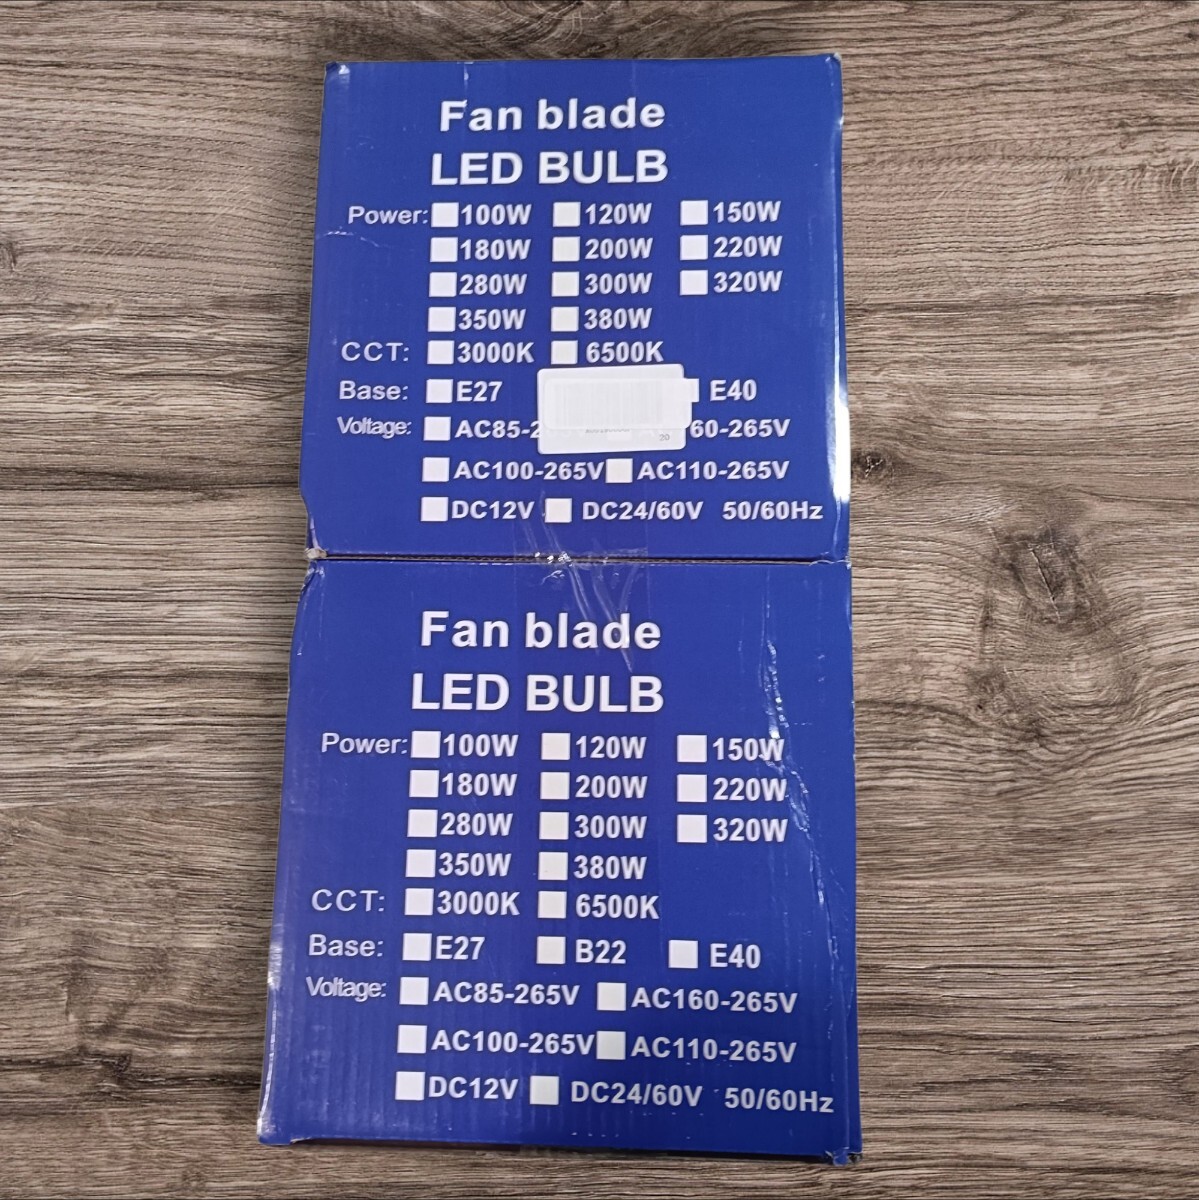 Fan blade
LED BULB
Power: 100W 120W 150W
180W 200W 220W
280W 300W 320W
350W 380W
CCT: 3000K 6500K
Base: E27 E40
Voltage: AC85-2 60-265V
20
AC100-265V AC110-265V
DC12V DC24/60V 50/60Hz
Fan blade
LED BULB
Power: 100W 120W 150W
180W 200W 220W
280W 300W 320W
350W 380W
CCT: 3000K 6500K
Base: E27 B22 E40
Voltage: AC85-265V AC160-265V
AC100-265V AC110-265V
DC12V DC24/60V 50/60Hz